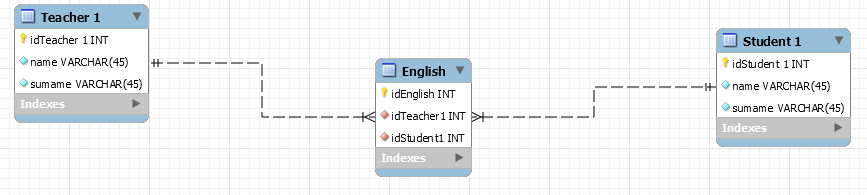 Teacher 1
idTeacher 1 INT
name VARCHAR(45)
surname VARCHAR(45)
Indexes
English
idEnglish INT
idTeacher1 INT
idStudent1 INT
Indexes
Student 1
idStudent 1 INT
name VARCHAR(45)
surname VARCHAR(45)
Indexes